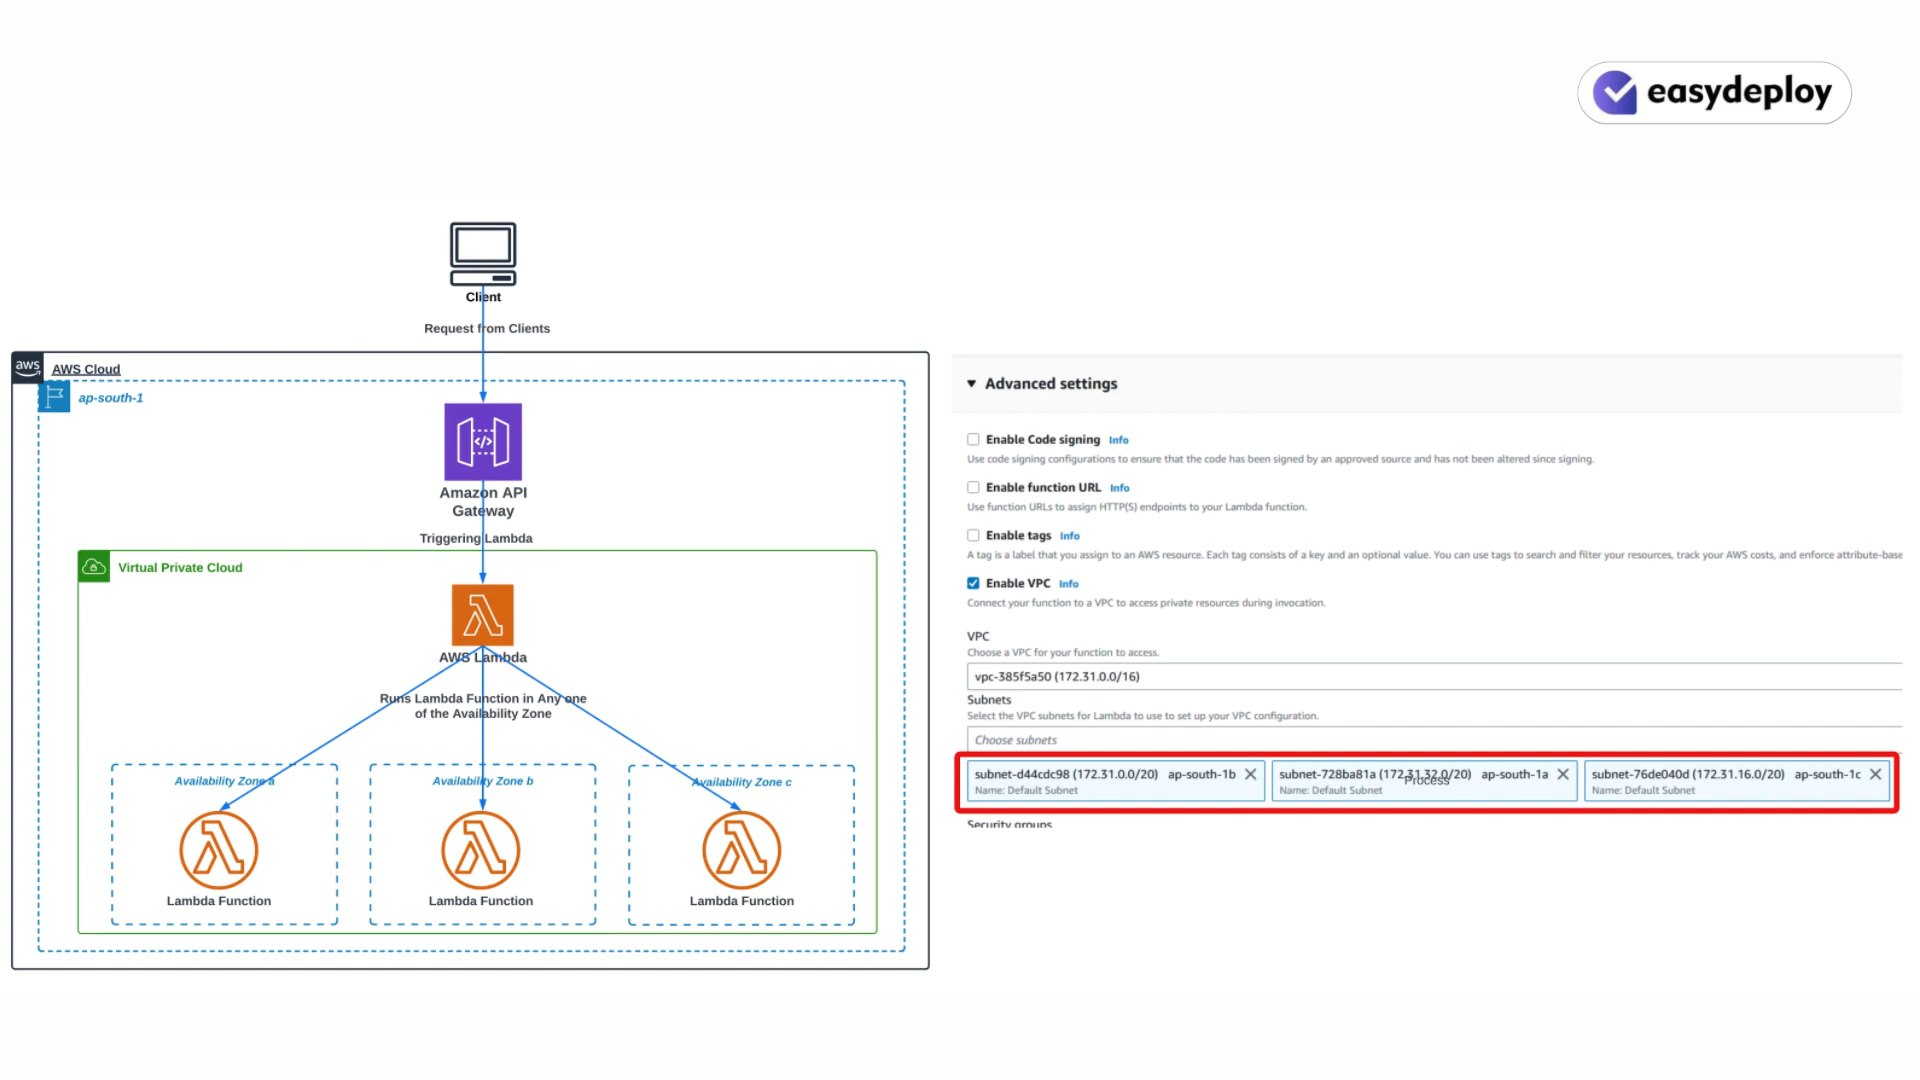 easydeploy
Client
Request from Clients
aws
AWS Cloud
ap-south-1
Amazon API
Gateway
Triggering Lambda
Virtual Private Cloud
AWS Lambda
Runs Lambda Function in Any one
of the Availability Zone
Availability Zone a
Availability Zone b
Availability Zone c
Lambda Function
Lambda Function
Lambda Function
Advanced settings
Enable Code signing Info
Use code signing configurations to ensure that the code has been signed by an approved source and has not been altered since signing.
Enable function URL Info
Use function URLs to assign HTTP(S) endpoints to your Lambda function.
Enable tags Info
A tag is a label that you assign to an AWS resource. Each tag consists of a key and an optional value. You can use tags to search and filter your resources, track your AWS costs, and enforce attribute-base
Enable VPC Info
Connect your function to a VPC to access private resources during invocation.
VPC
Choose a VPC for your function to access.
vpc-385f5a50 (172.31.0.0/16)
Subnets
Select the VPC subnets for Lambda to use to set up your VPC configuration.
Choose subnets
subnet-d44cdc98 (172.31.0.0/20) ap-south-1b
Name: Default Subnet
subnet-728ba81a (172.31.32.0/20) ap-south-1a
Name: Default Subnet
Process
subnet-76de040d (172.31.16.0/20) ap-south-1c
Name: Default Subnet
Security groups